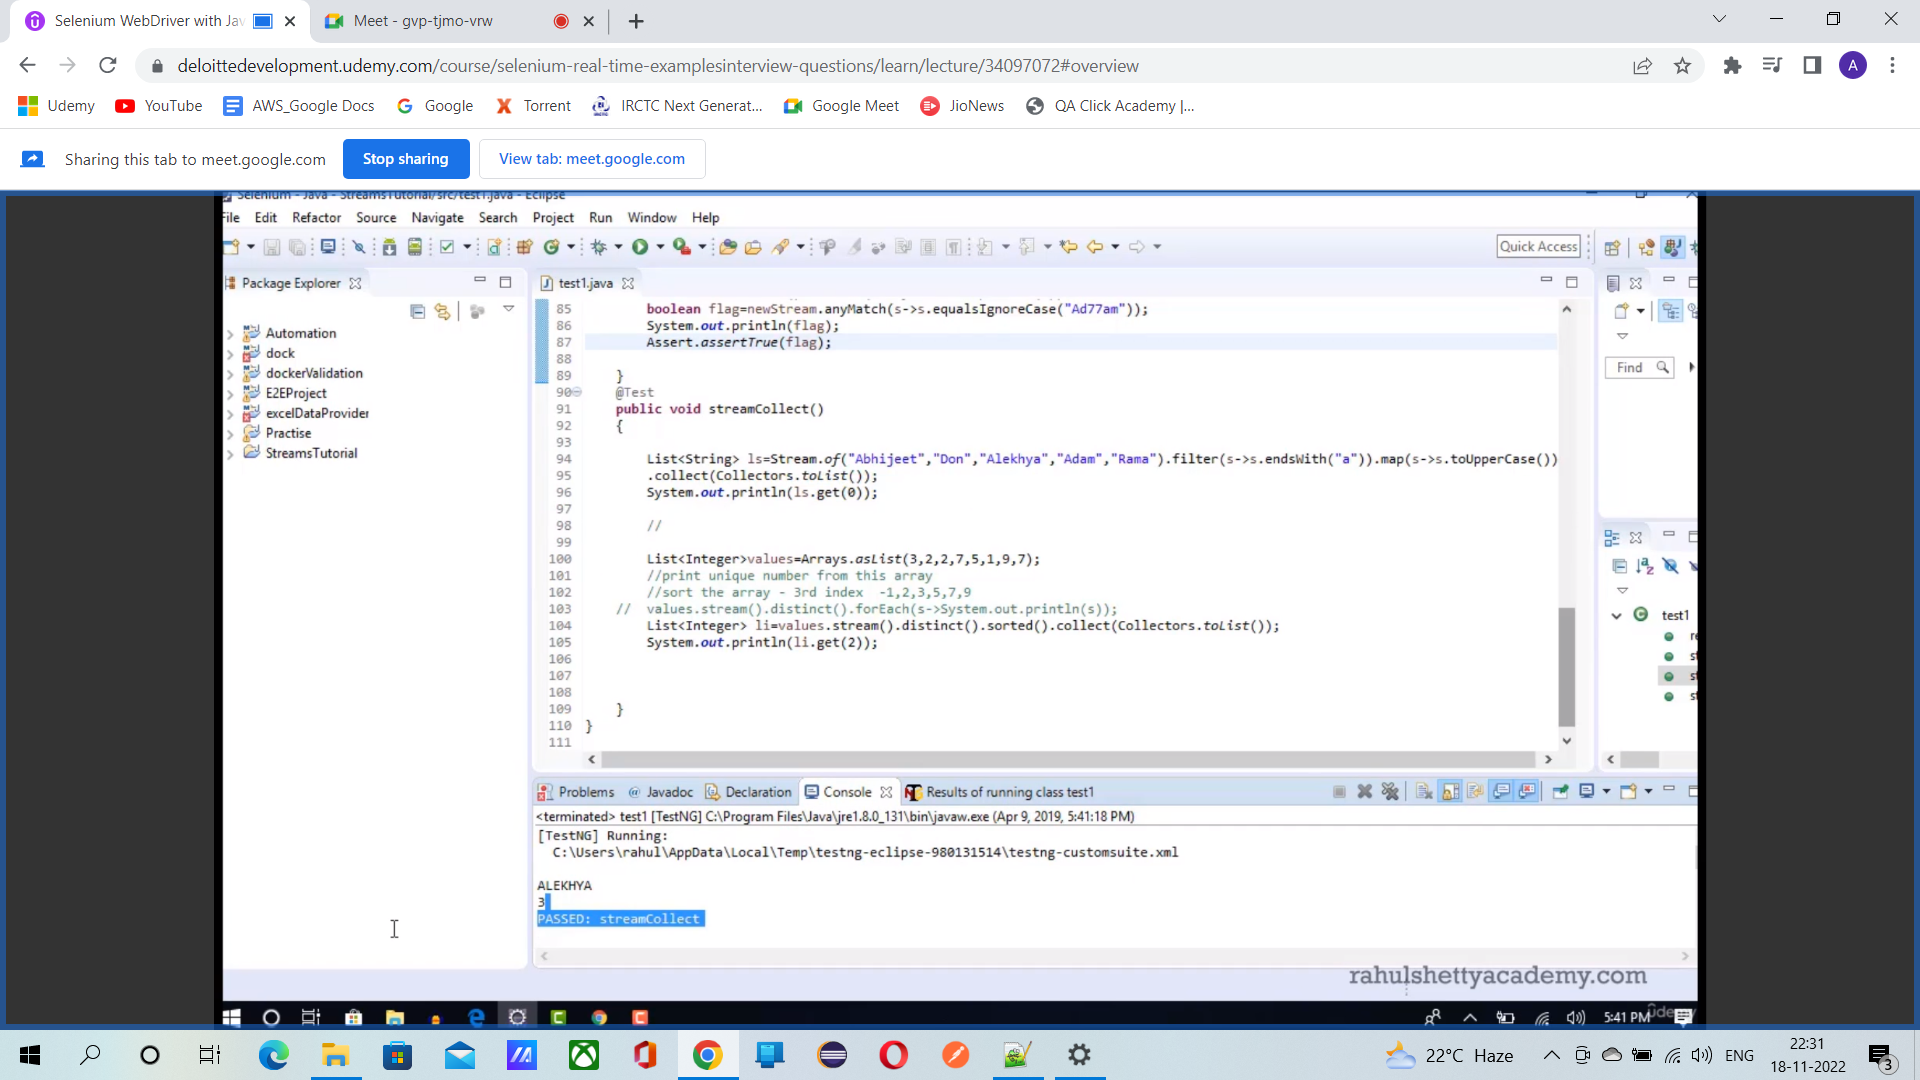 Selenium WebDriver with Jav
Meet - gvp-tjmo-vrw
deloittedevelopment.udemy.com/course/selenium-real-time-examplesinterview-questions/learn/lecture/34097072#overview
A
Udemy
YouTube
AWS_Google Docs
Google
Torrent
IRCTC Next Generat...
Google Meet
JioNews
QA Click Academy |...
Sharing this tab to meet.google.com
Stop sharing
View tab: meet.google.com
Selenium - Java - StreamsTutorial/src/test1.java - Eclipse
File Edit Refactor Source Navigate Search Project Run Window Help
Quick Access
Package Explorer
Automation
dock
dockerValidation
E2EProject
excelDataProvider
Practise
StreamsTutorial
test1.java
85 boolean flag=newStream.anyMatch(s->s.equalsIgnoreCase("Ad77am"));
86 System.out.println(flag);
87 Assert.assertTrue(flag);
88
89 }
90 @Test
91 public void streamCollect()
92 {
93
94 List<String> ls=Stream.of("Abhijeet","Don","Alekhya","Adam","Rama").filter(s->s.endsWith("a")).map(s->s.toUpperCase())
95 .collect(Collectors.toList());
96 System.out.println(ls.get(0));
97
98 //
99
100 List<Integer>values=Arrays.asList(3,2,2,7,5,1,9,7);
101 //print unique number from this array
102 //sort the array - 3rd index -1,2,3,5,7,9
103 // values.stream().distinct().forEach(s->System.out.println(s));
104 List<Integer> li=values.stream().distinct().sorted().collect(Collectors.toList());
105 System.out.println(li.get(2));
106
107
108
109 }
110 }
111
Find
test1
Problems @ Javadoc Declaration Console Results of running class test1
<terminated> test1 [TestNG] C:\Program Files\Java\jre1.8.0_131\bin\javaw.exe (Apr 9, 2019, 5:41:18 PM)
[TestNG] Running:
C:\Users\rahul\AppData\Local\Temp\testng-eclipse-980131514\testng-customsuite.xml
ALEKHYA
3
PASSED: streamCollect
rahulshettyacademy.com
5:41 PM
22°C Haze
ENG
22:31
18-11-2022
3